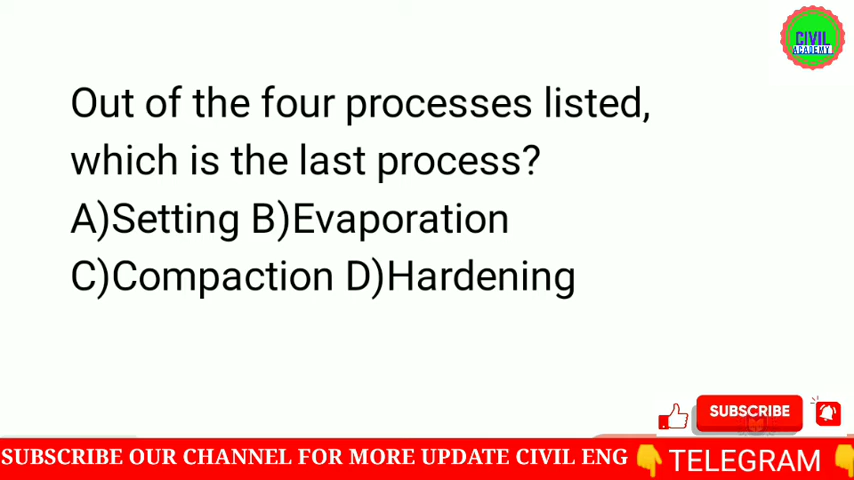 CIVIL
ACADEMY
Out of the four processes listed,
which is the last process?
A)Setting B)Evaporation
C)Compaction D)Hardening
SUBSCRIBE
SUBSCRIBE OUR CHANNEL FOR MORE UPDATE CIVIL ENG 👇 TELEGRAM 👇